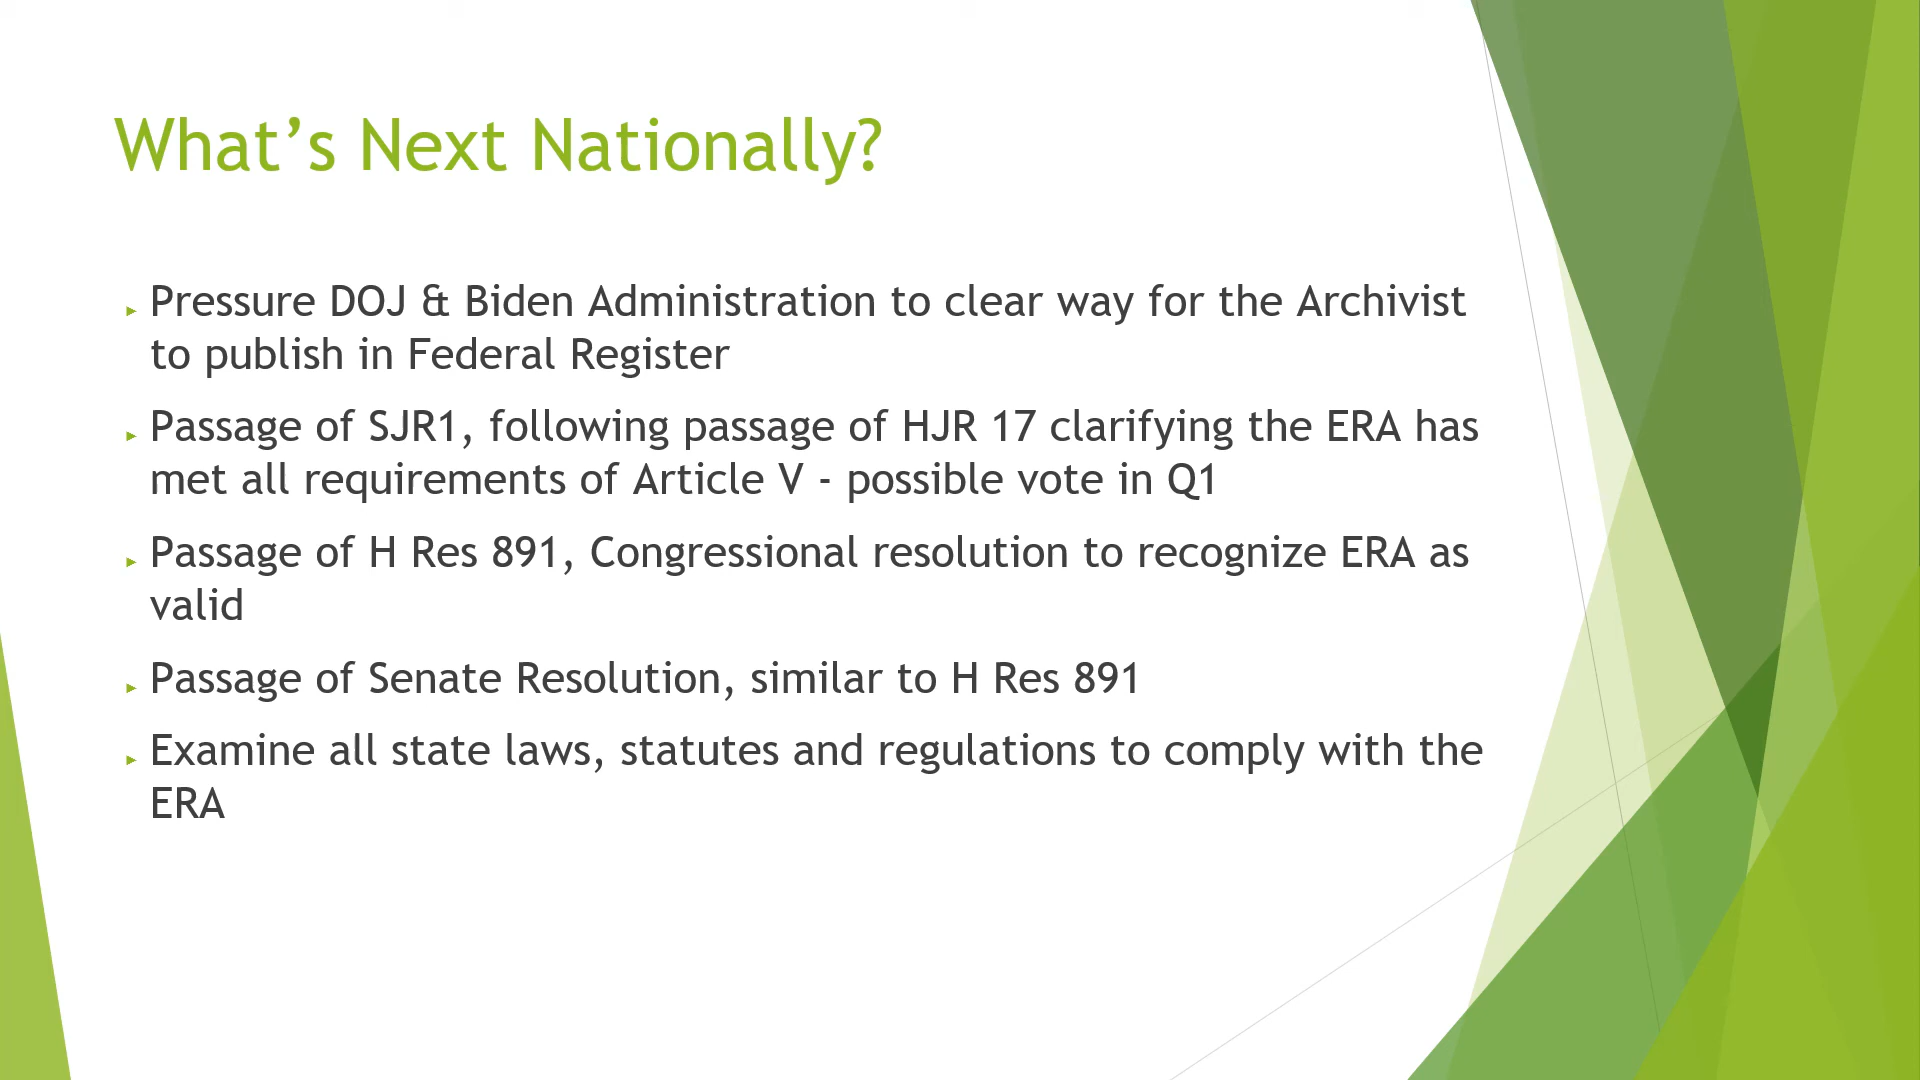 What’s Next Nationally?
Pressure DOJ & Biden Administration to clear way for the Archivist
to publish in Federal Register
Passage of SJR1, following passage of HJR 17 clarifying the ERA has
met all requirements of Article V - possible vote in Q1
Passage of H Res 891, Congressional resolution to recognize ERA as
valid
Passage of Senate Resolution, similar to H Res 891
Examine all state laws, statutes and regulations to comply with the
ERA